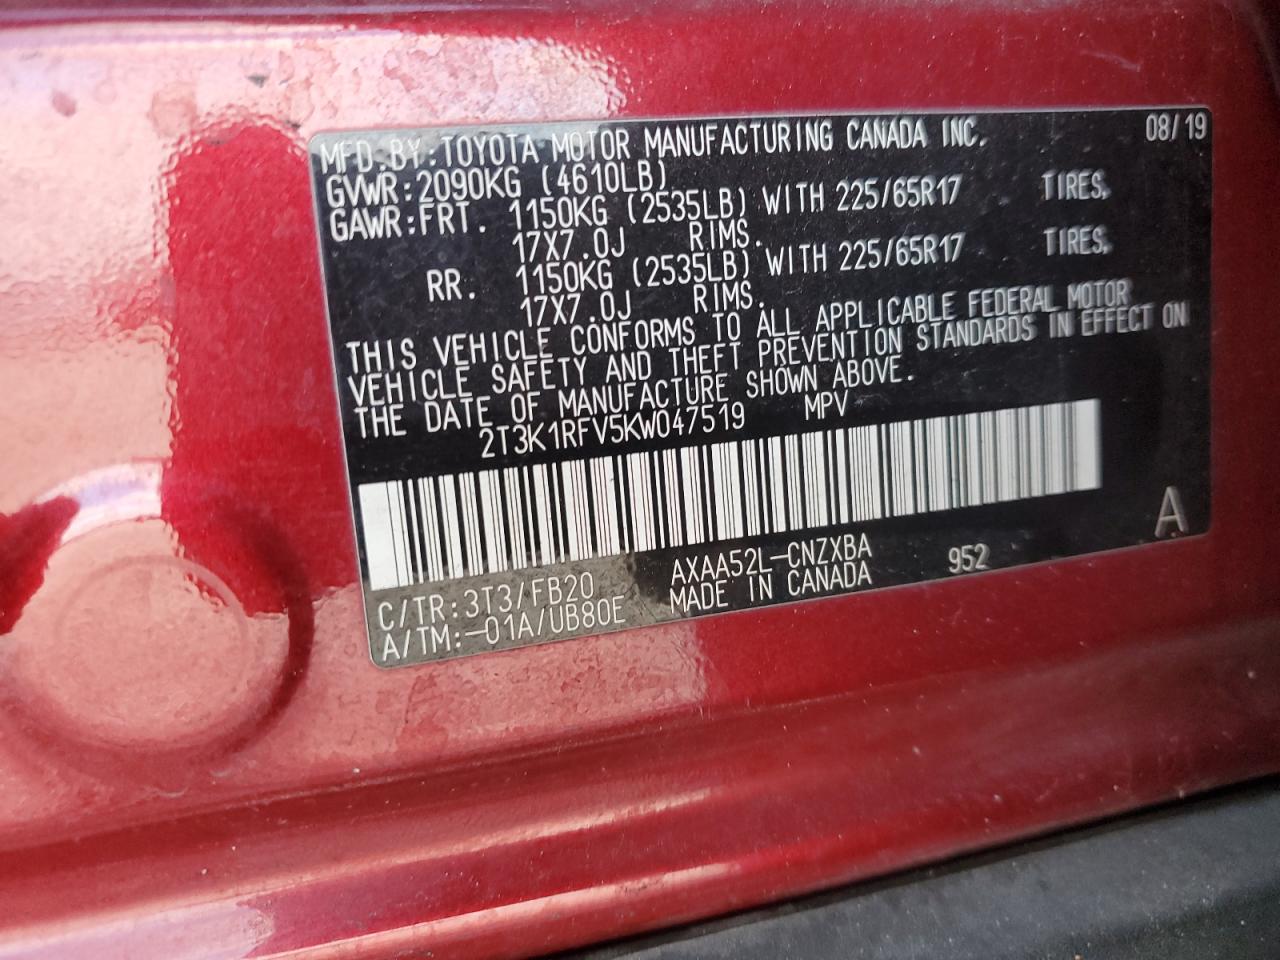 MFD. BY: TOYOTA MOTOR MANUFACTURING CANADA INC. 08/19
GVWR: 2090KG (4610LB)
GAWR: FRT. 1150KG (2535LB) WITH 225/65R17 TIRES,
17X7.0J RIMS.
RR. 1150KG (2535LB) WITH 225/65R17 TIRES,
17X7.0J RIMS.
THIS VEHICLE CONFORMS TO ALL APPLICABLE FEDERAL MOTOR
VEHICLE SAFETY AND THEFT PREVENTION STANDARDS IN EFFECT ON
THE DATE OF MANUFACTURE SHOWN ABOVE.
2T3K1RFV5KW047519 MPV
A
C/TR: 3T3/FB20 AXAA52L-CNZXBA 952
A/TM: -01A/UB80E MADE IN CANADA